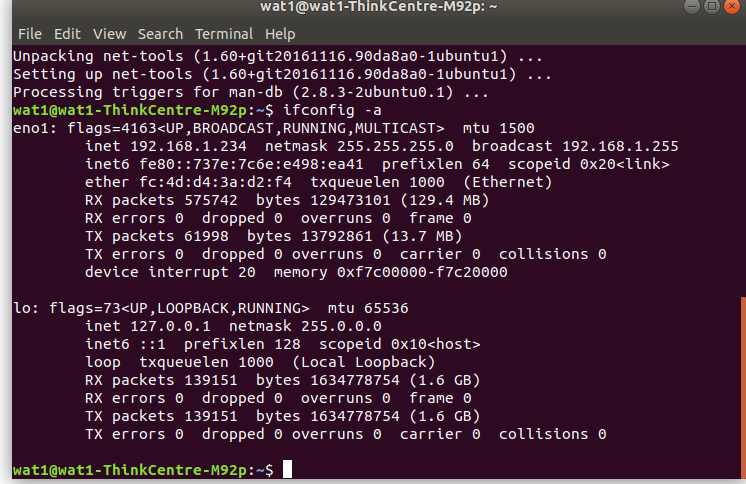 wat1@wat1-ThinkCentre-M92p: ~
File Edit View Search Terminal Help
Unpacking net-tools (1.60+git20161116.90da8a0-1ubuntu1) ...
Setting up net-tools (1.60+git20161116.90da8a0-1ubuntu1) ...
Processing triggers for man-db (2.8.3-2ubuntu0.1) ...
wat1@wat1-ThinkCentre-M92p:~$ ifconfig -a
eno1: flags=4163<UP,BROADCAST,RUNNING,MULTICAST>  mtu 1500
        inet 192.168.1.234  netmask 255.255.255.0  broadcast 192.168.1.255
        inet6 fe80::737e:7c6e:e498:ea41  prefixlen 64  scopeid 0x20<link>
        ether fc:4d:d4:3a:d2:f4  txqueuelen 1000  (Ethernet)
        RX packets 575742  bytes 129473101 (129.4 MB)
        RX errors 0  dropped 0  overruns 0  frame 0
        TX packets 61998  bytes 13792861 (13.7 MB)
        TX errors 0  dropped 0 overruns 0  carrier 0  collisions 0
        device interrupt 20  memory 0xf7c00000-f7c20000

lo: flags=73<UP,LOOPBACK,RUNNING>  mtu 65536
        inet 127.0.0.1  netmask 255.0.0.0
        inet6 ::1  prefixlen 128  scopeid 0x10<host>
        loop  txqueuelen 1000  (Local Loopback)
        RX packets 139151  bytes 1634778754 (1.6 GB)
        RX errors 0  dropped 0  overruns 0  frame 0
        TX packets 139151  bytes 1634778754 (1.6 GB)
        TX errors 0  dropped 0 overruns 0  carrier 0  collisions 0

wat1@wat1-ThinkCentre-M92p:~$